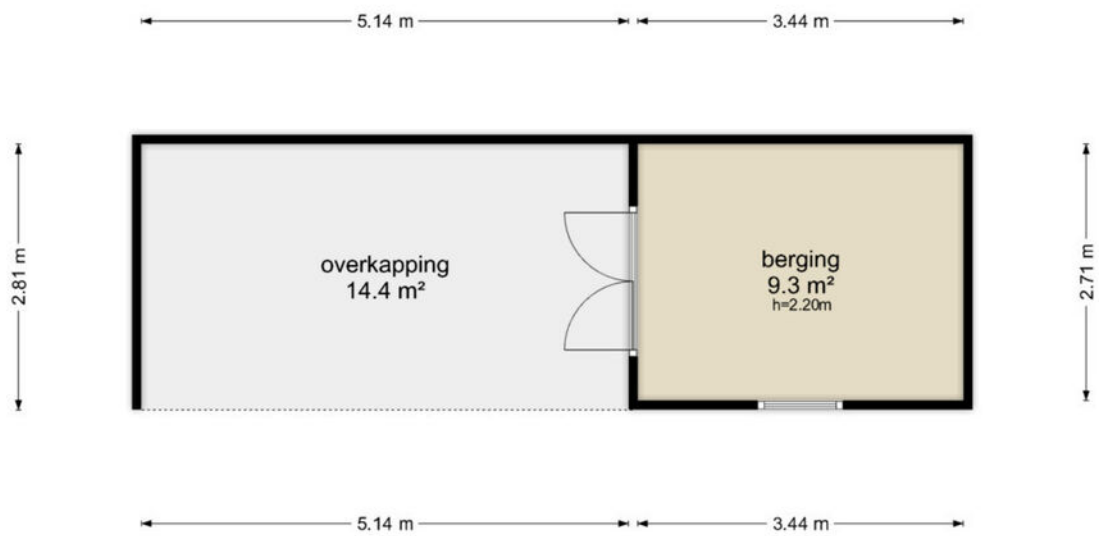 5.14 m
3.44 m
2.81 m
overkapping
14.4 m²
berging
9.3 m²
h=2.20m
2.71 m
5.14 m
3.44 m